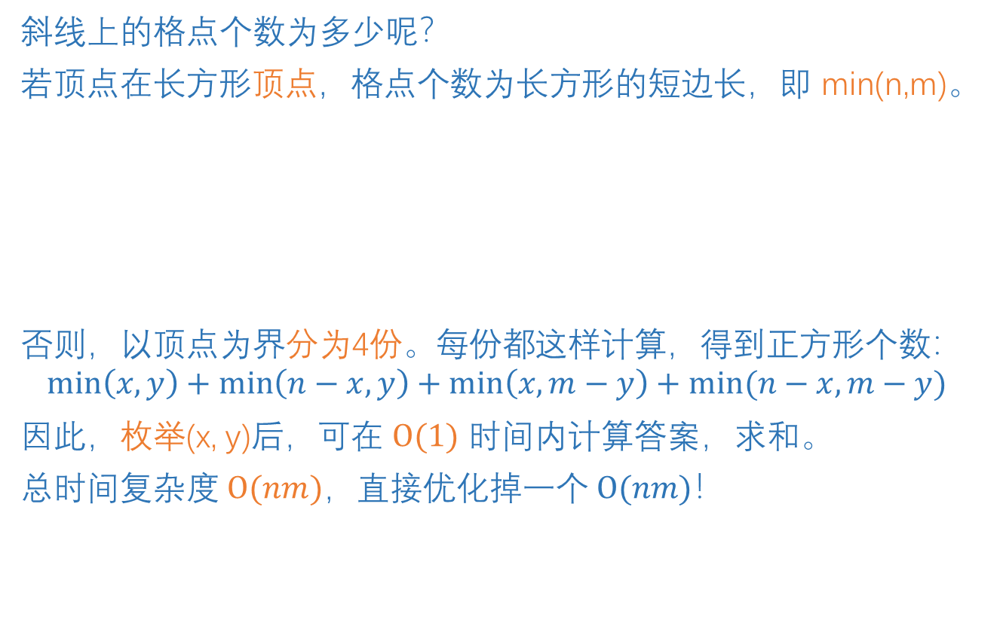 斜线上的格点个数为多少呢？
若顶点在长方形顶点，格点个数为长方形的短边长，即 min(n,m)。
否则，以顶点为界分为4份。每份都这样计算，得到正方形个数：
min(x, y) + min(n − x, y) + min(x, m − y) + min(n − x, m − y)
因此，枚举(x, y)后，可在 O(1) 时间内计算答案，求和。
总时间复杂度 O(nm)，直接优化掉一个 O(nm)！